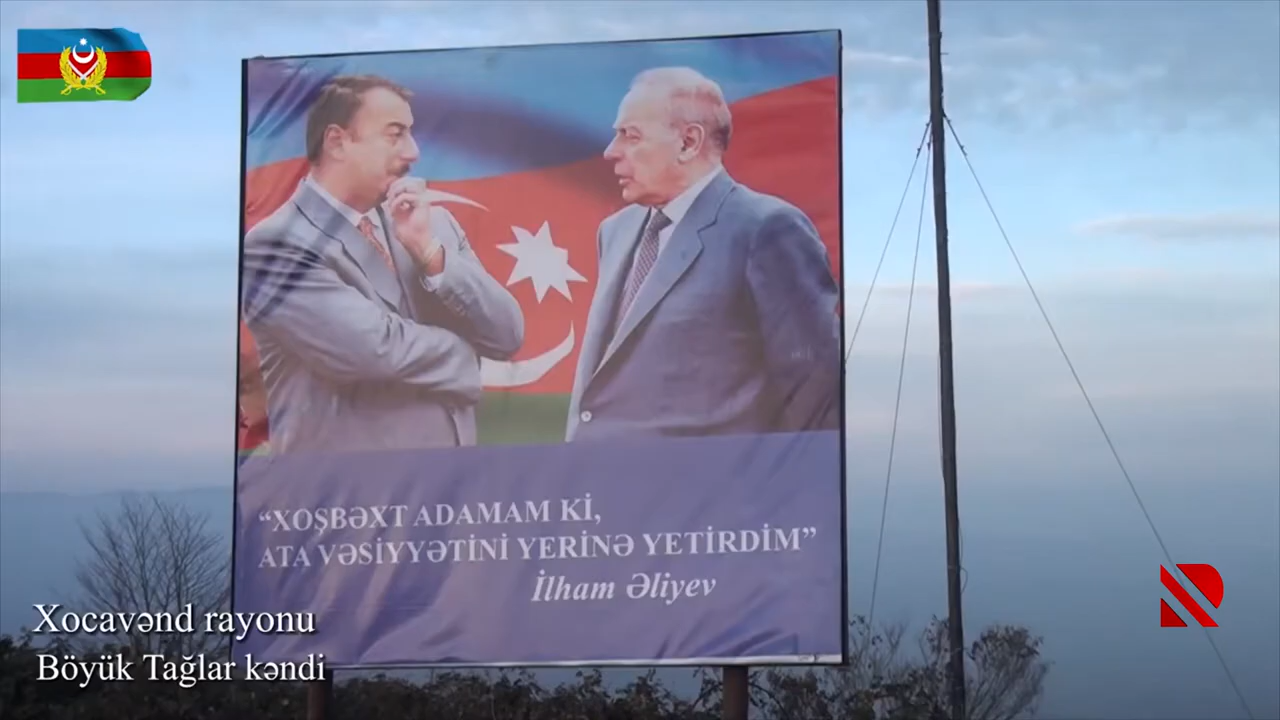 “XOŞBƏXT ADAMAM Kİ,
ATA VƏSİYYƏTİNİ YERİNƏ YETİRDİM”
İlham Əliyev
Xocavənd rayonu
Böyük Tağlar kəndi